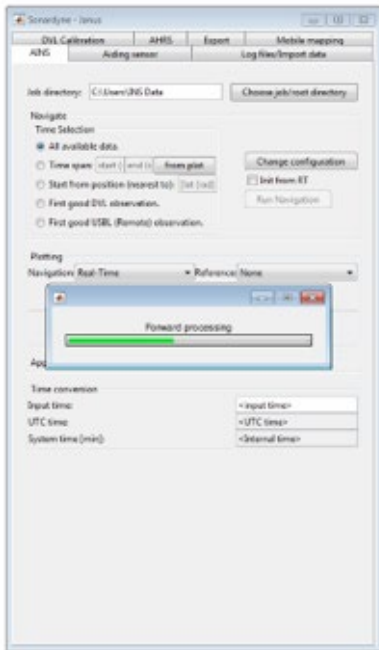 Sonardyne - Janus
DVL Calibration AHRS Export Mobile mapping
AINS Aiding sensor Log files/Import data
Job directory: C:\Users\INS Data Choose job/root directory
Navigate
Time Selection
All available data
Time span: start ( and to from plot Change configuration
Start from position (nearest to): [lat (rad) Init from RT
First good DVL observation. Run Navigation
First good USBL (Remote) observation.
Plotting
Navigation: Real-Time Reference: None
Forward processing
App
Time conversion
Input time: <input time>
UTC time: <UTC time>
System time (min): <Internal time>